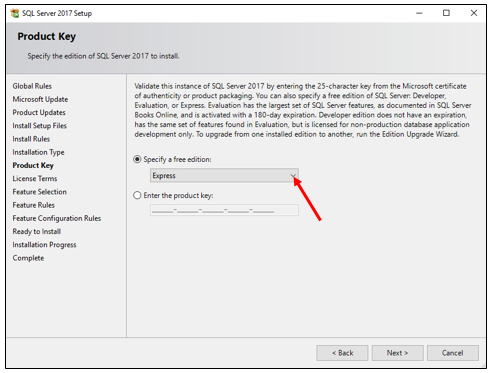 SQL Server 2017 Setup
Product Key
Specify the edition of SQL Server 2017 to install.
Global Rules
Microsoft Update
Product Updates
Install Setup Files
Install Rules
Installation Type
Product Key
License Terms
Feature Selection
Feature Rules
Feature Configuration Rules
Ready to Install
Installation Progress
Complete
Validate this instance of SQL Server 2017 by entering the 25-character key from the Microsoft certificate
of authenticity or product packaging. You can also specify a free edition of SQL Server: Developer,
Evaluation, or Express. Evaluation has the largest set of SQL Server features, as documented in SQL Server
Books Online, and is activated with a 180-day expiration. Developer edition does not have an expiration,
has the same set of features found in Evaluation, but is licensed for non-production database application
development only. To upgrade from one installed edition to another, run the Edition Upgrade Wizard.
Specify a free edition:
Express
Enter the product key:
_____-_____-_____-_____-_____
< Back
Next >
Cancel